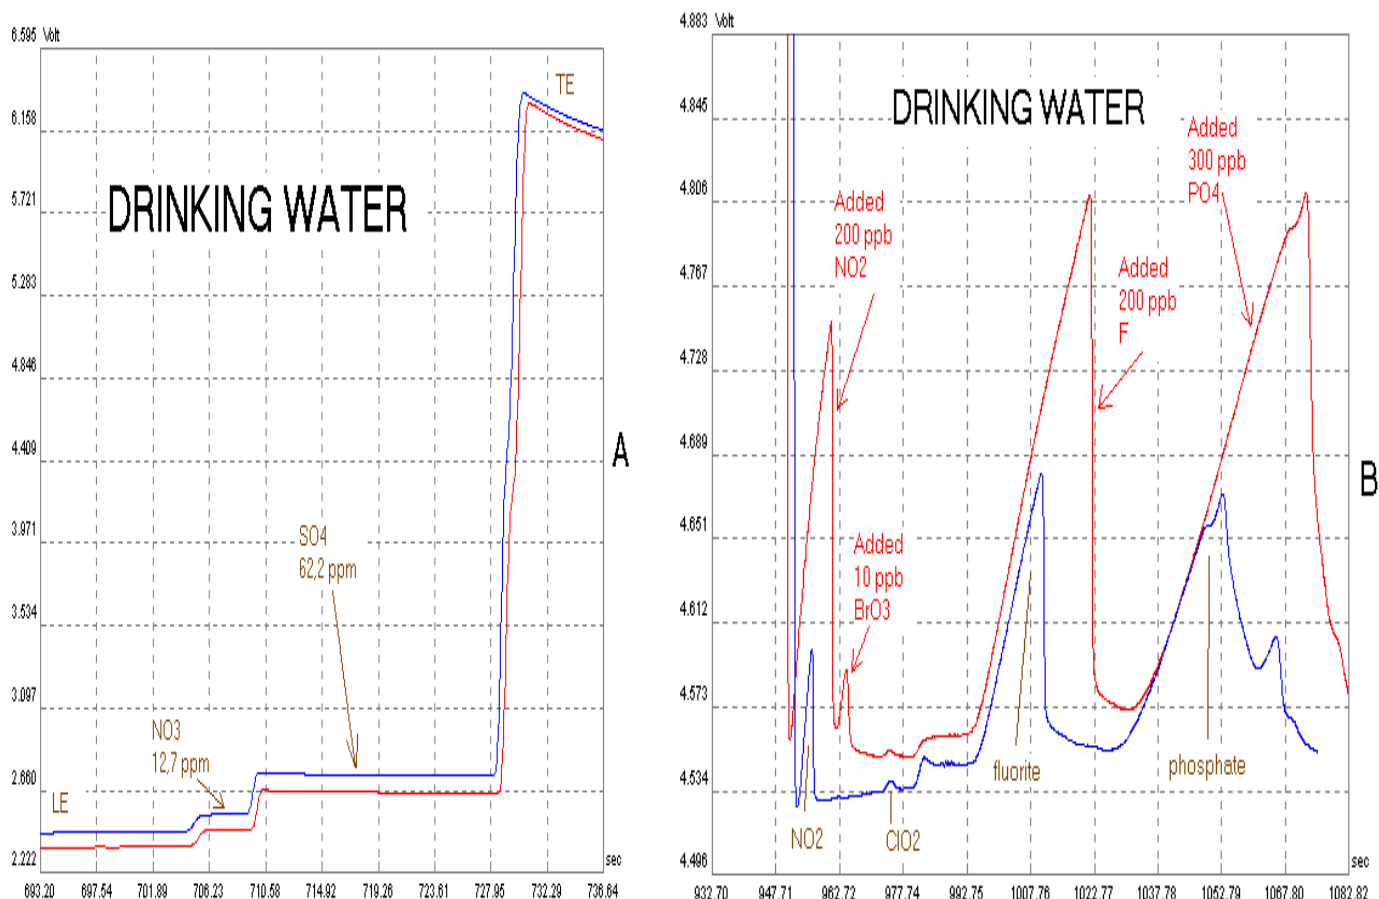 6.595 Volt
6.158
5.721
5.283
4.846
4.409
3.971
3.534
3.097
2.660
2.222
DRINKING WATER
TE
SO4
62,2 ppm
NO3
12,7 ppm
LE
sec
693.20 697.54 701.89 706.23 710.58 714.92 719.26 723.61 727.95 732.29 736.64
A
4.883 Volt
4.845
4.806
4.767
4.728
4.689
4.651
4.612
4.573
4.534
4.496
DRINKING WATER
Added
200 ppb
NO2
Added
300 ppb
PO4
Added
200 ppb
F
Added
10 ppb
BrO3
fluorite
phosphate
NO2
ClO2
sec
932.70 947.71 962.72 977.74 992.75 1007.76 1022.77 1037.78 1052.79 1067.80 1082.82
B